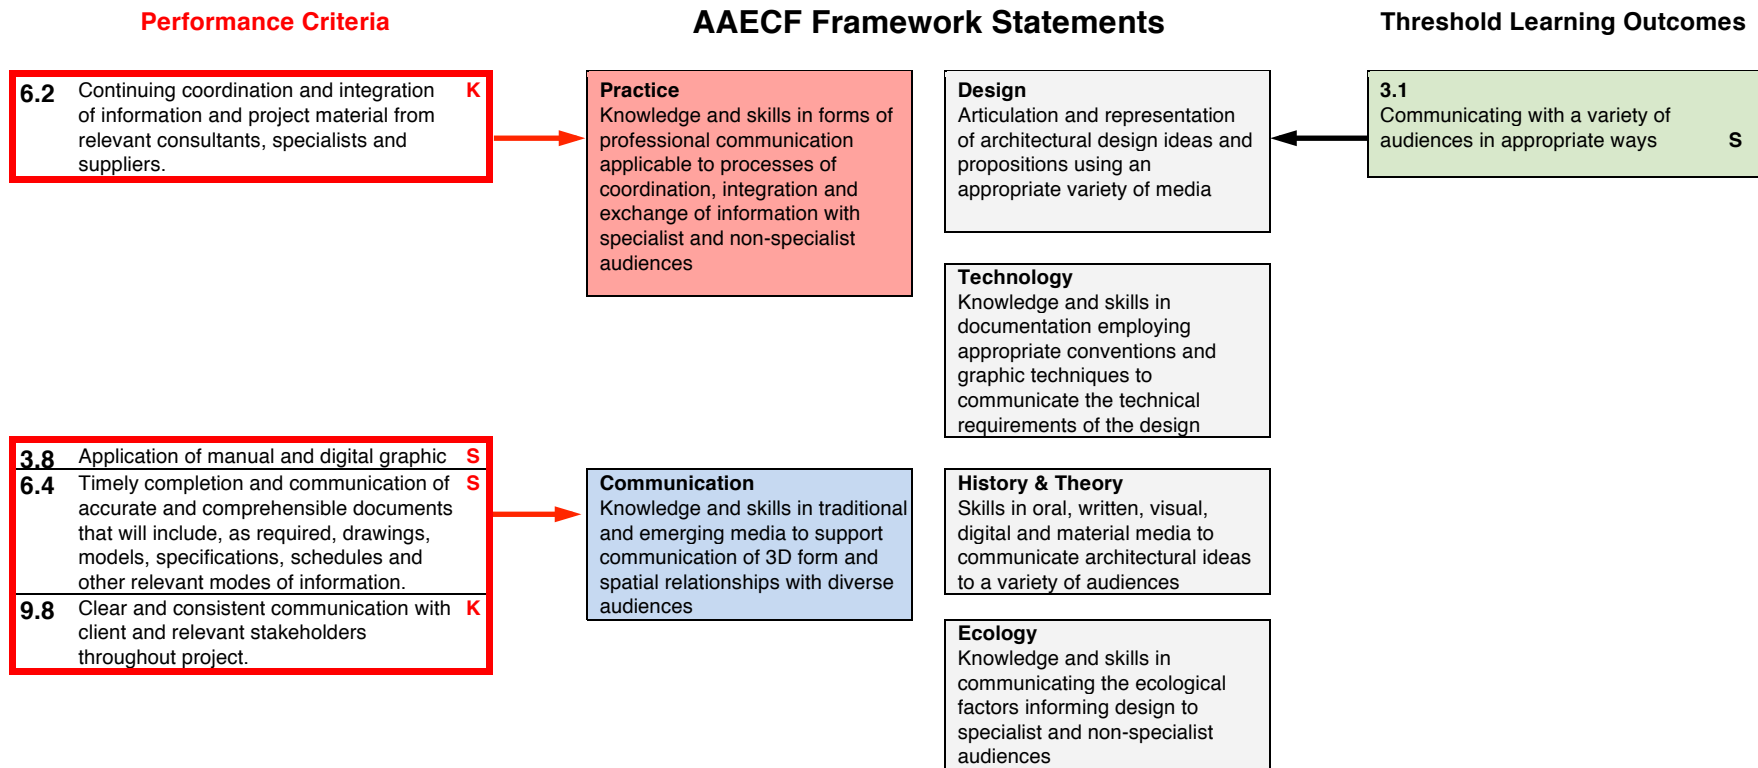 Performance Criteria
AAECF Framework Statements
Threshold Learning Outcomes
6.2 Continuing coordination and integration K
of information and project material from
relevant consultants, specialists and
suppliers.
Practice
Knowledge and skills in forms of
professional communication
applicable to processes of
coordination, integration and
exchange of information with
specialist and non-specialist
audiences
Design
Articulation and representation
of architectural design ideas and
propositions using an
appropriate variety of media
3.1
Communicating with a variety of
audiences in appropriate ways S
Technology
Knowledge and skills in
documentation employing
appropriate conventions and
graphic techniques to
communicate the technical
requirements of the design
3.8 Application of manual and digital graphic S
6.4 Timely completion and communication of S
accurate and comprehensible documents
that will include, as required, drawings,
models, specifications, schedules and
other relevant modes of information.
9.8 Clear and consistent communication with K
client and relevant stakeholders
throughout project.
Communication
Knowledge and skills in traditional
and emerging media to support
communication of 3D form and
spatial relationships with diverse
audiences
History & Theory
Skills in oral, written, visual,
digital and material media to
communicate architectural ideas
to a variety of audiences
Ecology
Knowledge and skills in
communicating the ecological
factors informing design to
specialist and non-specialist
audiences